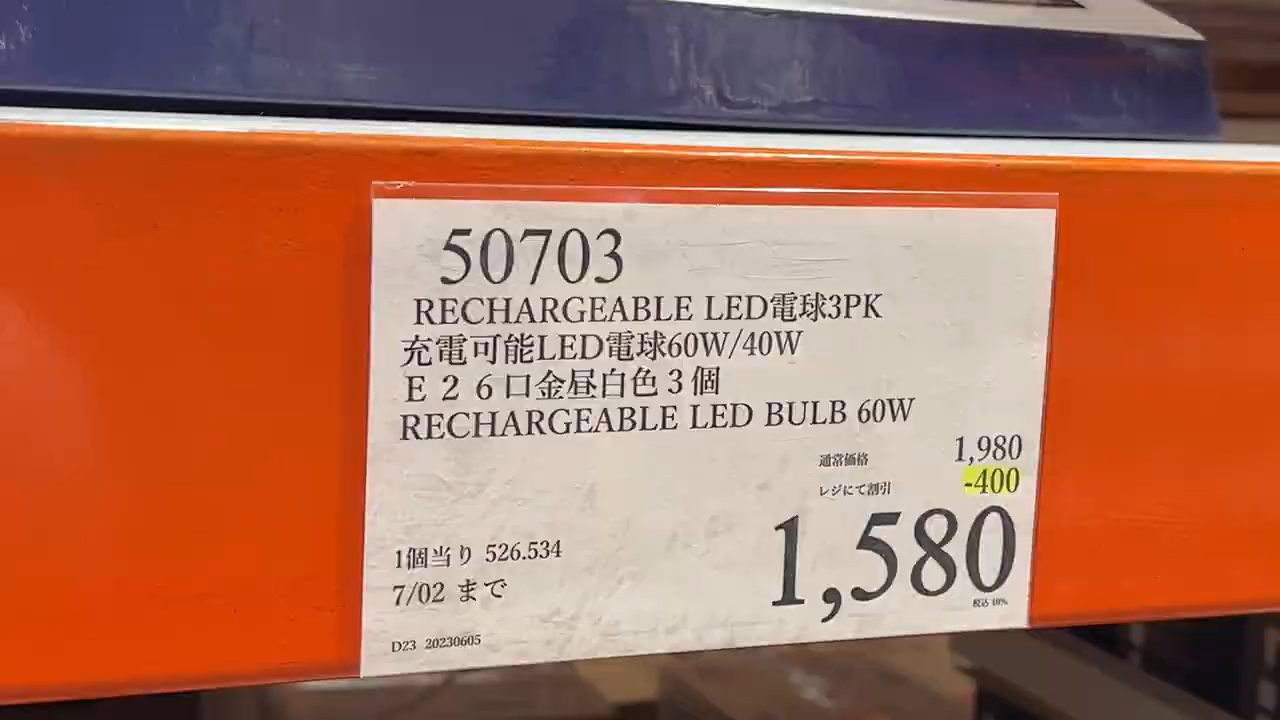 50703
RECHARGEABLE LED電球3PK
充電可能LED電球60W/40W
E26口金昼白色3個
RECHARGEABLE LED BULB 60W
通常価格 1,980
レジにて割引 -400
1,580
税込 10%
1個当り 526.534
7/02 まで
D23 20230605